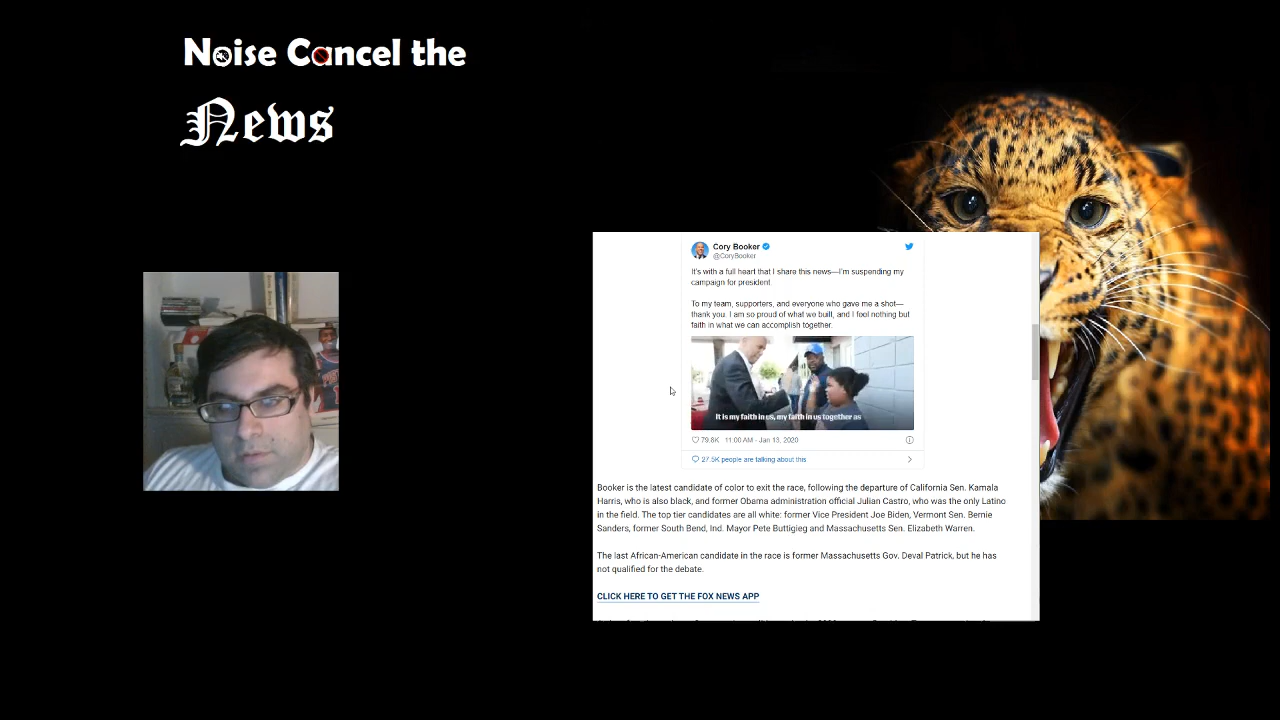 Noise Cancel the
News
Cory Booker
@CoryBooker
It's with a full heart that I share this news—I'm suspending my
campaign for president.
To my team, supporters, and everyone who gave me a shot—
thank you. I am so proud of what we built, and I feel nothing but
faith in what we can accomplish together.
It is my faith in us, my faith in us together as
79.8K 11:00 AM - Jan 13, 2020
27.5K people are talking about this
Booker is the latest candidate of color to exit the race, following the departure of California Sen. Kamala
Harris, who is also black, and former Obama administration official Julian Castro, who was the only Latino
in the field. The top tier candidates are all white: former Vice President Joe Biden, Vermont Sen. Bernie
Sanders, former South Bend, Ind. Mayor Pete Buttigieg and Massachusetts Sen. Elizabeth Warren.
The last African-American candidate in the race is former Massachusetts Gov. Deval Patrick, but he has
not qualified for the debate.
CLICK HERE TO GET THE FOX NEWS APP